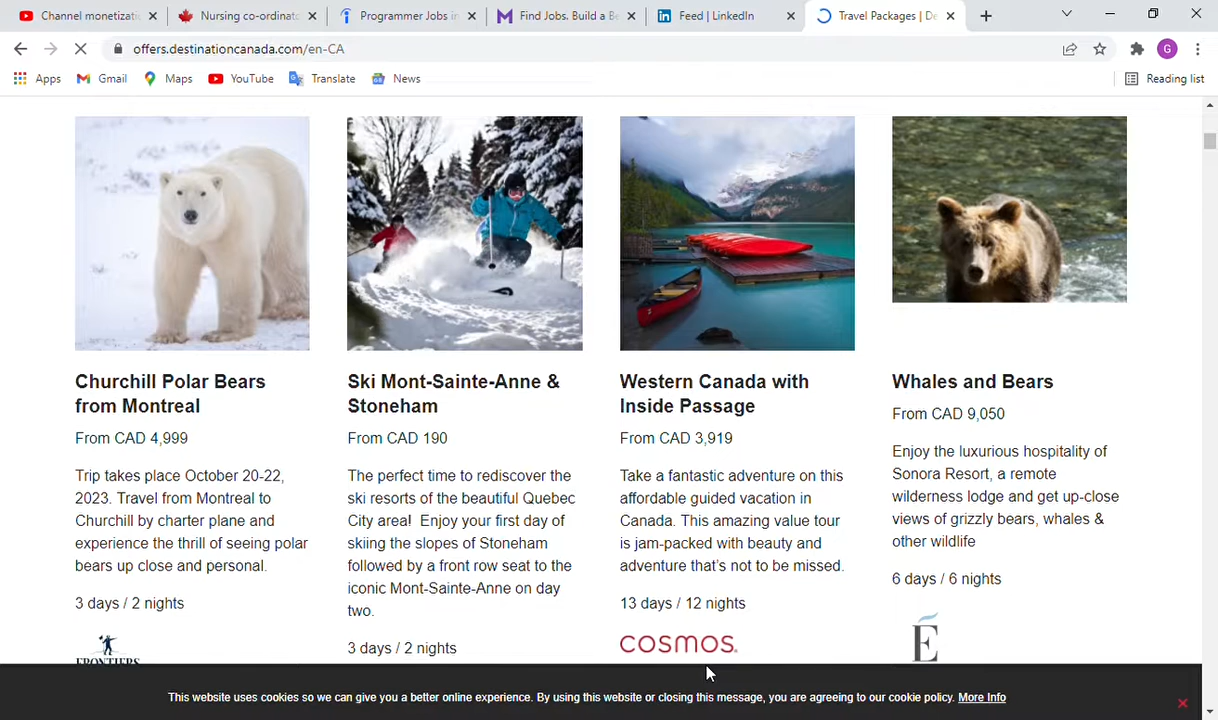 Channel monetizati
Nursing co-ordinat
Programmer Jobs in
Find Jobs. Build a Be
Feed | LinkedIn
Travel Packages | De
offers.destinationcanada.com/en-CA
G
Apps
Gmail
Maps
YouTube
Translate
News
Reading list
Churchill Polar Bears
from Montreal
From CAD 4,999
Trip takes place October 20-22,
2023. Travel from Montreal to
Churchill by charter plane and
experience the thrill of seeing polar
bears up close and personal.
3 days / 2 nights
FRONTIERS
Ski Mont-Sainte-Anne &
Stoneham
From CAD 190
The perfect time to rediscover the
ski resorts of the beautiful Quebec
City area! Enjoy your first day of
skiing the slopes of Stoneham
followed by a front row seat to the
iconic Mont-Sainte-Anne on day
two.
3 days / 2 nights
Western Canada with
Inside Passage
From CAD 3,919
Take a fantastic adventure on this
affordable guided vacation in
Canada. This amazing value tour
is jam-packed with beauty and
adventure that's not to be missed.
13 days / 12 nights
COSMOS.
Whales and Bears
From CAD 9,050
Enjoy the luxurious hospitality of
Sonora Resort, a remote
wilderness lodge and get up-close
views of grizzly bears, whales &
other wildlife
6 days / 6 nights
É
This website uses cookies so we can give you a better online experience. By using this website or closing this message, you are agreeing to our cookie policy. More Info